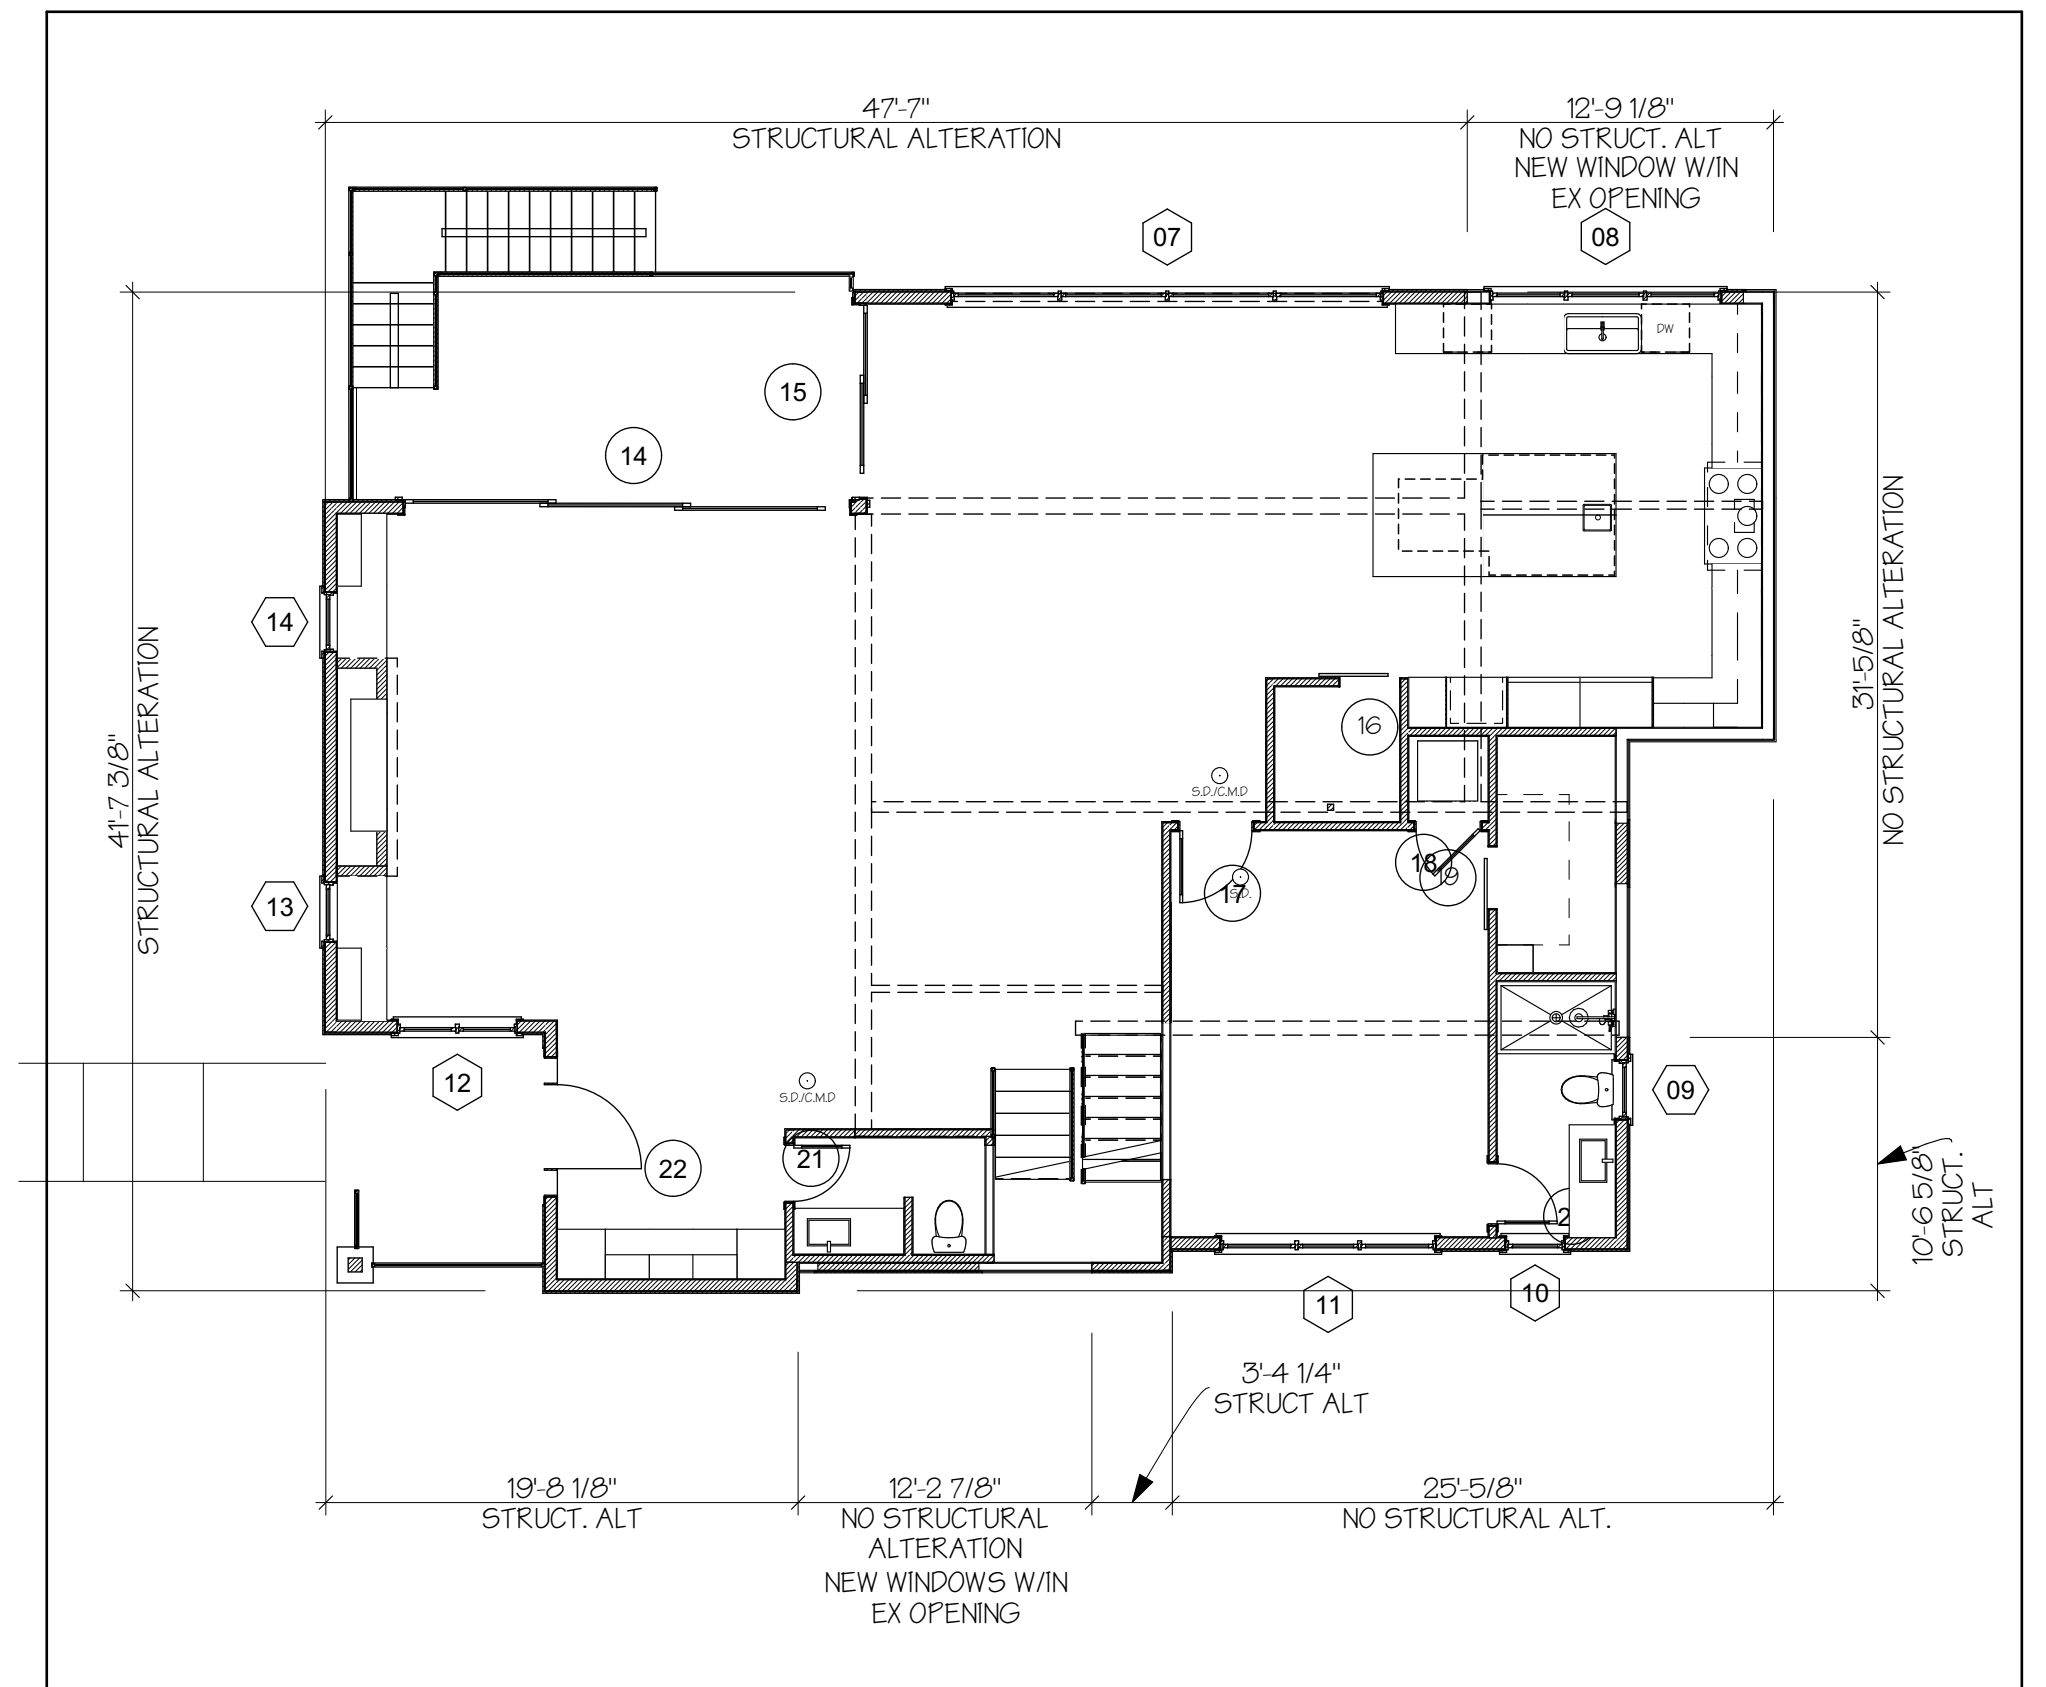 47'-7"
STRUCTURAL ALTERATION
12'-9 1/8"
NO STRUCT. ALT
NEW WINDOW W/IN
EX OPENING
07
08
DW
15
14
14
41'-7 3/8"
STRUCTURAL ALTERATION
31'-5/8"
NO STRUCTURAL ALTERATION
16
S.D./C.M.D
18
19
17
S.D.
13
12
S.D./C.M.D
09
21
22
2
10'-6 5/8"
STRUCT.
ALT
10
11
3'-4 1/4"
STRUCT ALT
19'-8 1/8"
STRUCT. ALT
12'-2 7/8"
NO STRUCTURAL
ALTERATION
NEW WINDOWS W/IN
EX OPENING
25'-5/8"
NO STRUCTURAL ALT.